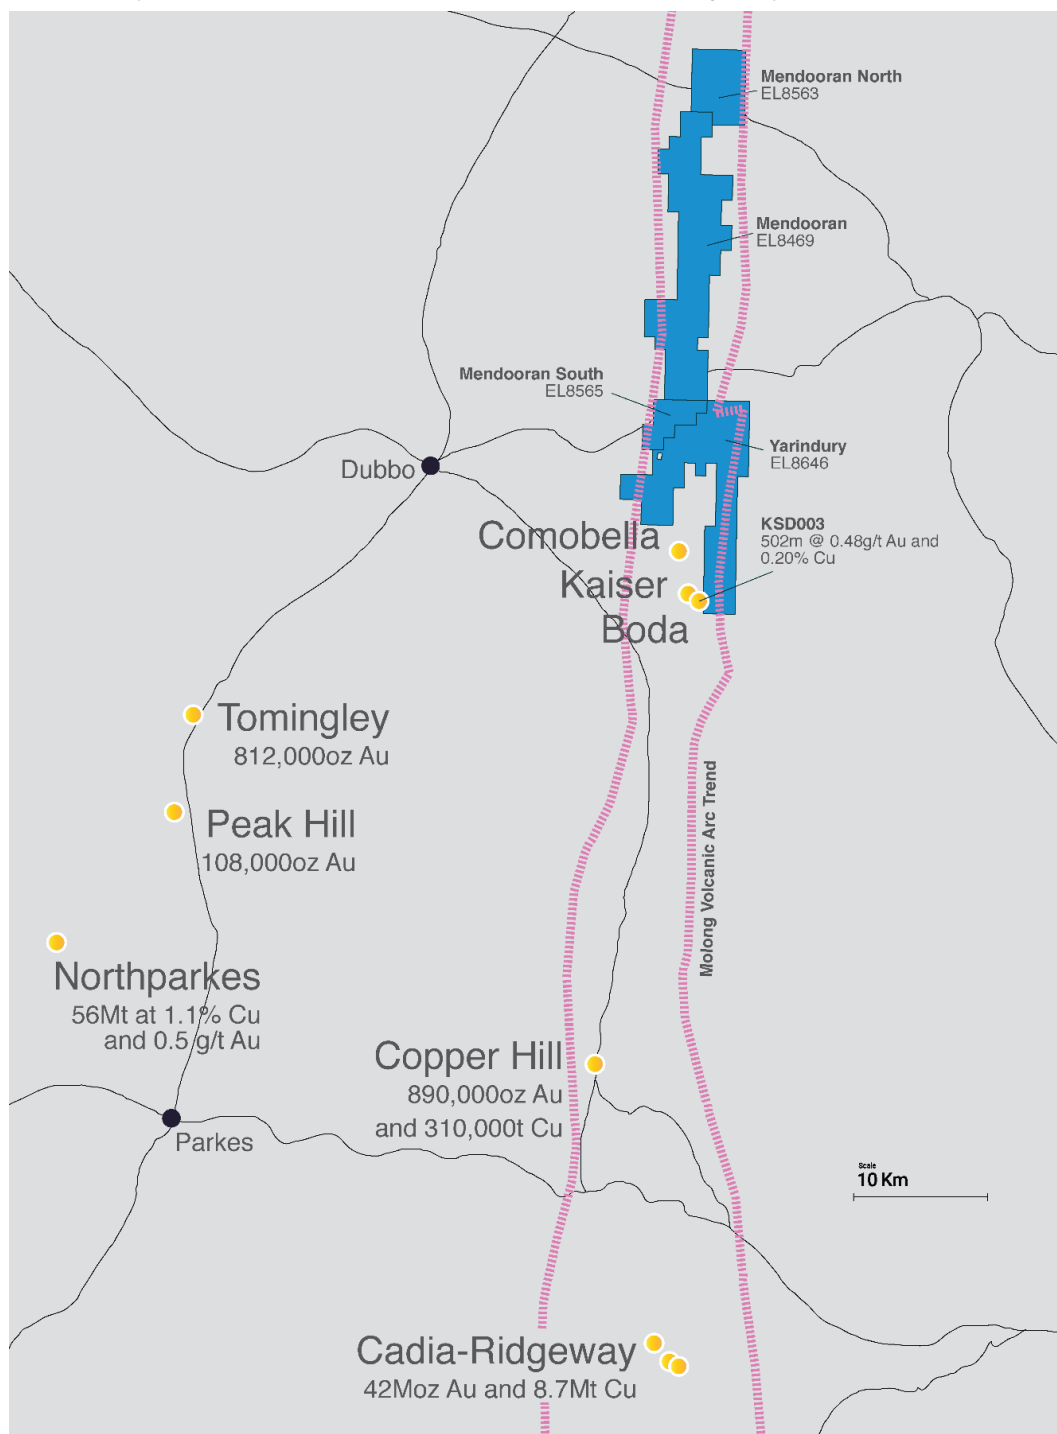 Mendooran North
EL8563
Mendooran
EL8469
Mendooran South
EL8565
Yarindury
EL8646
Dubbo
KSD003
502m @ 0.48g/t Au and
0.20% Cu
Comobella
Kaiser
Boda
Tomingley
812,000oz Au
Peak Hill
108,000oz Au
Molong Volcanic Arc Trend
Northparkes
56Mt at 1.1% Cu
and 0.5 g/t Au
Copper Hill
890,000oz Au
and 310,000t Cu
Parkes
Scale
10 Km
Cadia-Ridgeway
42Moz Au and 8.7Mt Cu